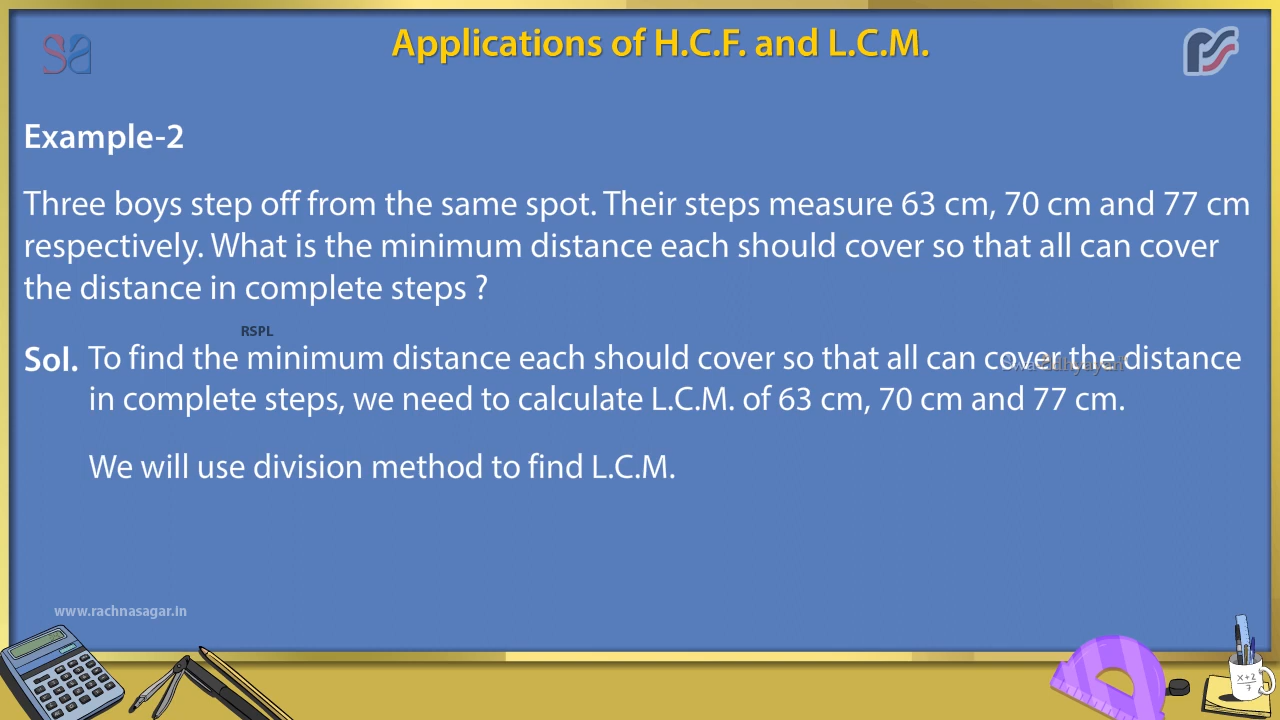 Applications of H.C.F. and L.C.M.
sa
Example-2
Three boys step off from the same spot. Their steps measure 63 cm, 70 cm and 77 cm
respectively. What is the minimum distance each should cover so that all can cover
the distance in complete steps ?
RSPL
Sol. To find the minimum distance each should cover so that all can cover the distance
in complete steps, we need to calculate L.C.M. of 63 cm, 70 cm and 77 cm.
We will use division method to find L.C.M.
www.rachnasagar.in
x+2
7